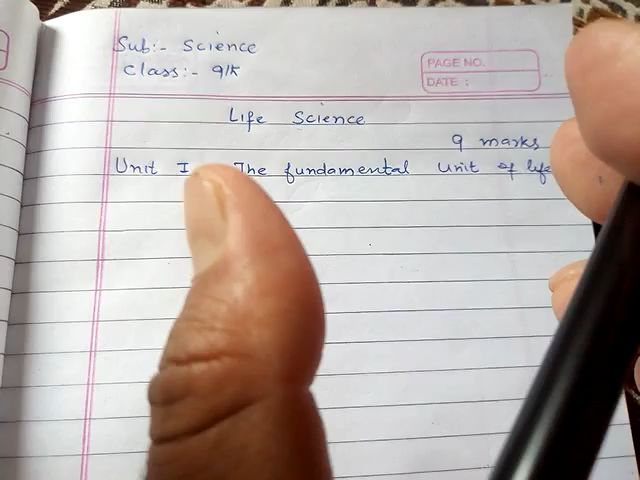 Sub:- Science
Class:- 9th
PAGE NO.
DATE :
Life Science
9 marks
Unit I The fundamental unit of life